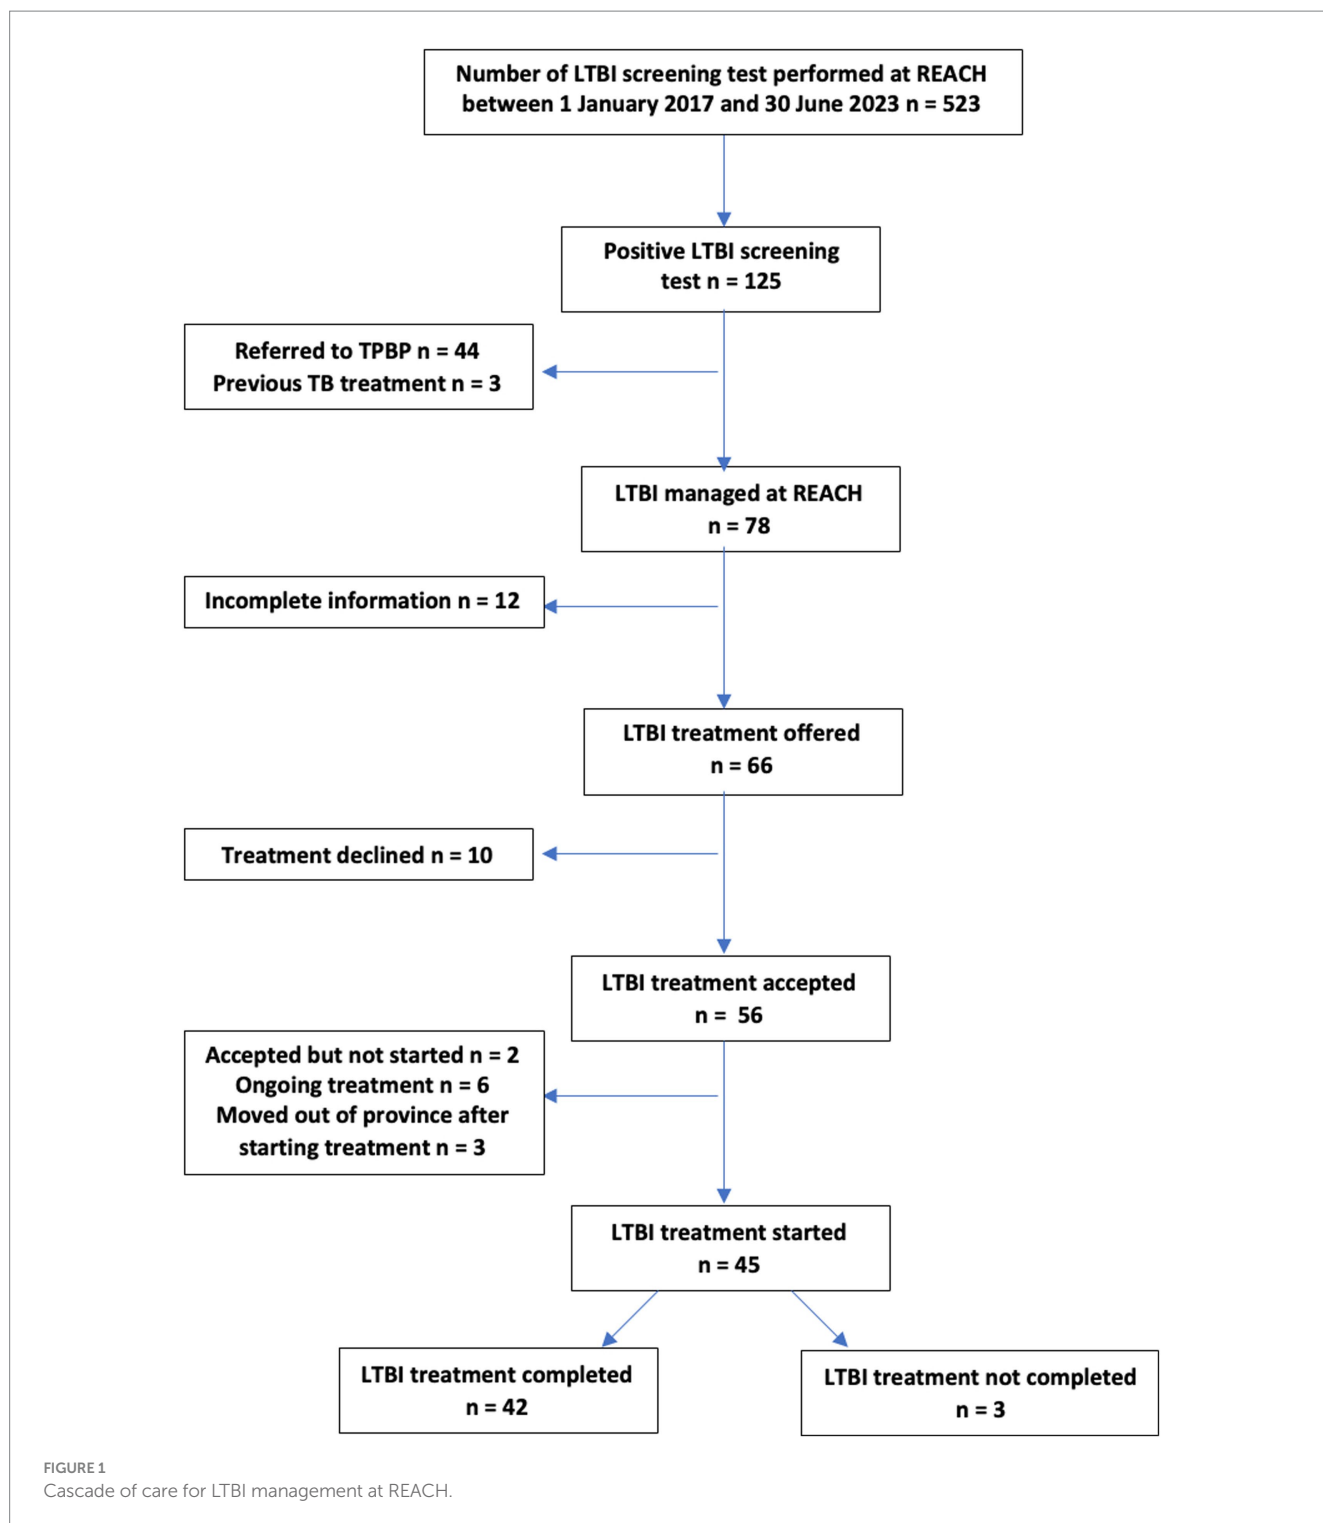 Number of LTBI screening test performed at REACH
between 1 January 2017 and 30 June 2023 n = 523
Positive LTBI screening
test n = 125
Referred to TPBP n = 44
Previous TB treatment n = 3
LTBI managed at REACH
n = 78
Incomplete information n = 12
LTBI treatment offered
n = 66
Treatment declined n = 10
LTBI treatment accepted
n = 56
Accepted but not started n = 2
Ongoing treatment n = 6
Moved out of province after
starting treatment n = 3
LTBI treatment started
n = 45
LTBI treatment completed
n = 42
LTBI treatment not completed
n = 3
FIGURE 1
Cascade of care for LTBI management at REACH.